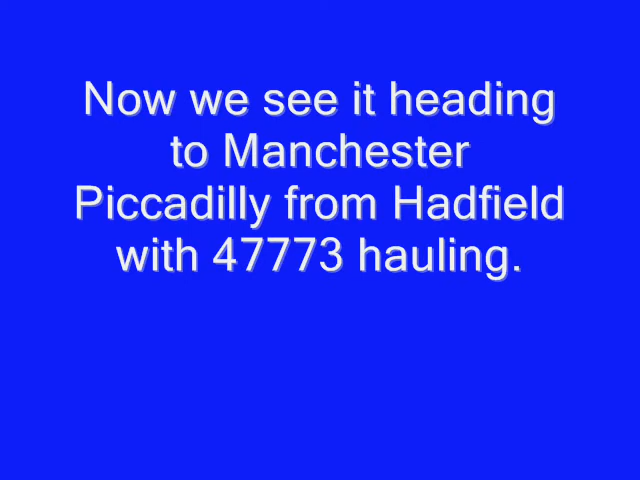 Now we see it heading
to Manchester
Piccadilly from Hadfield
with 47773 hauling.